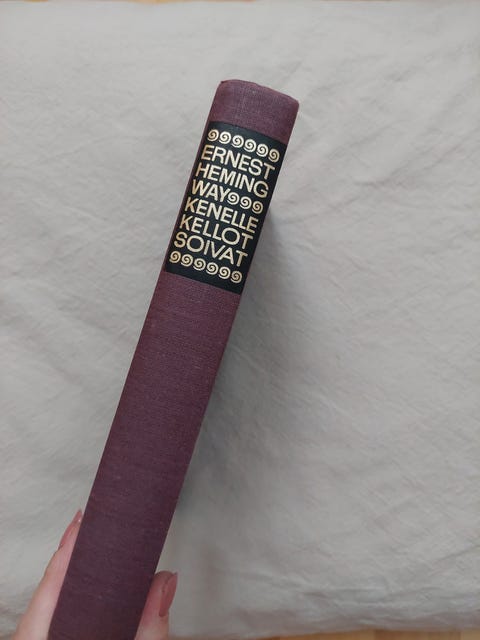 ERNEST
HEMING
WAY
KENELLE
KELLOT
SOIVAT